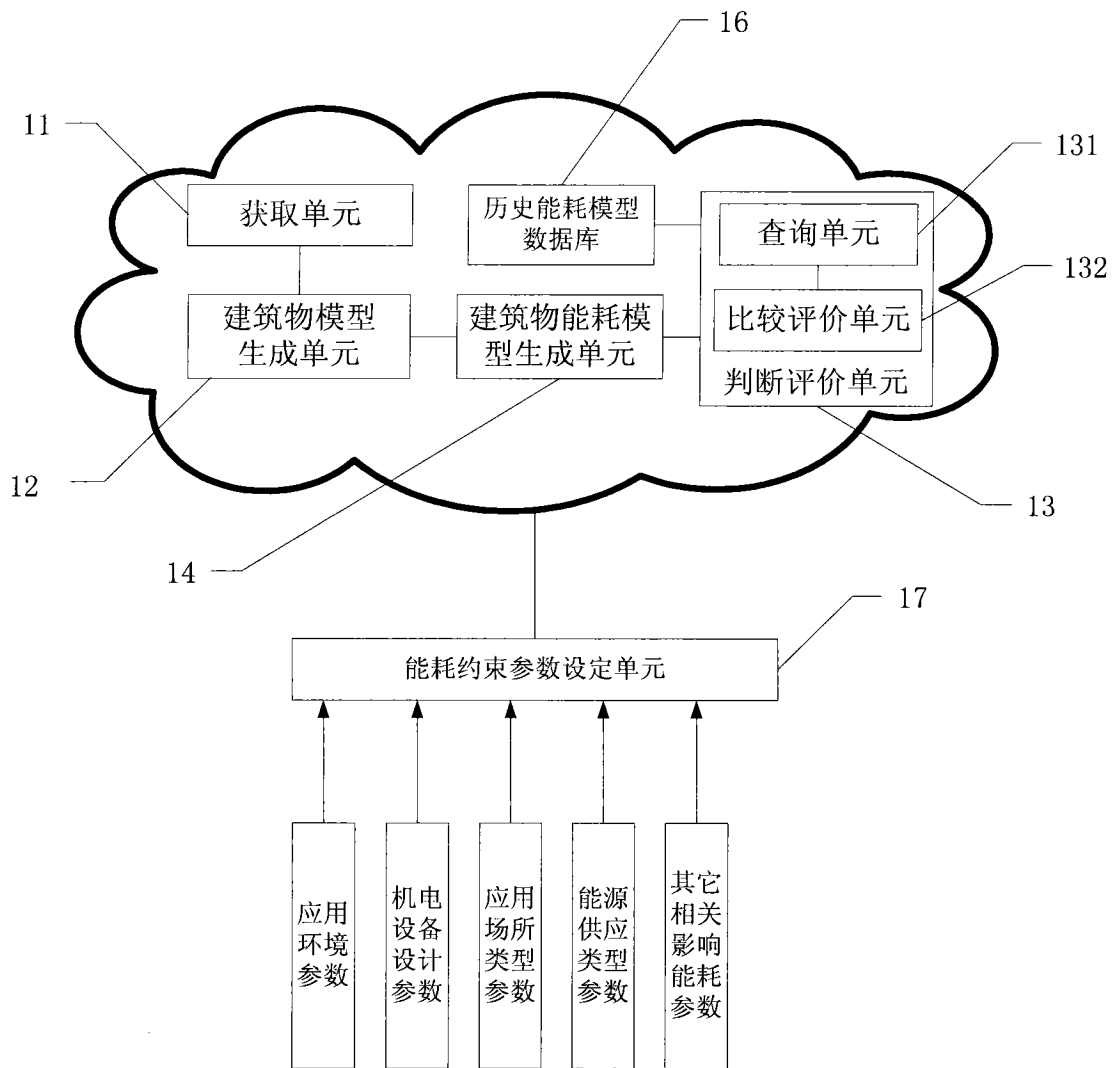 16
11
131
获取单元
历史能耗模型
数据库
查询单元
132
建筑物模型
生成单元
建筑物能耗模
型生成单元
比较评价单元
判断评价单元
12
14
13
17
能耗约束参数设定单元
应用
环境
参数
机电
设备
设计
参数
应用
场所
类型
参数
能源
供应
类型
参数
其它
相关
影响
能耗
参数